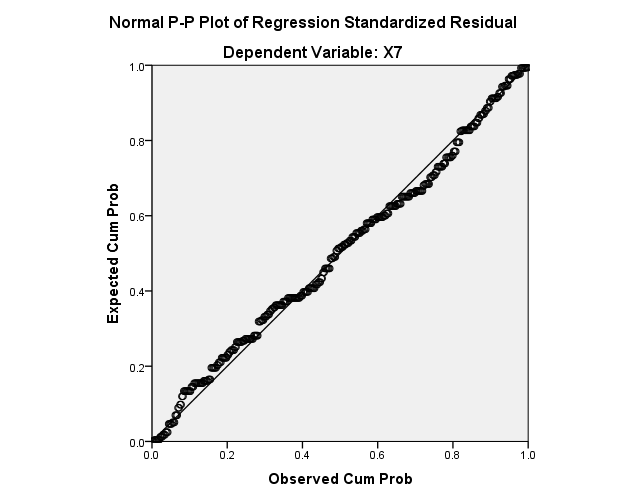 Normal P-P Plot of Regression Standardized Residual
Dependent Variable: X7
1.0
0.8
0.6
0.4
0.2
0.0
Expected Cum Prob
0.0 0.2 0.4 0.6 0.8 1.0
Observed Cum Prob